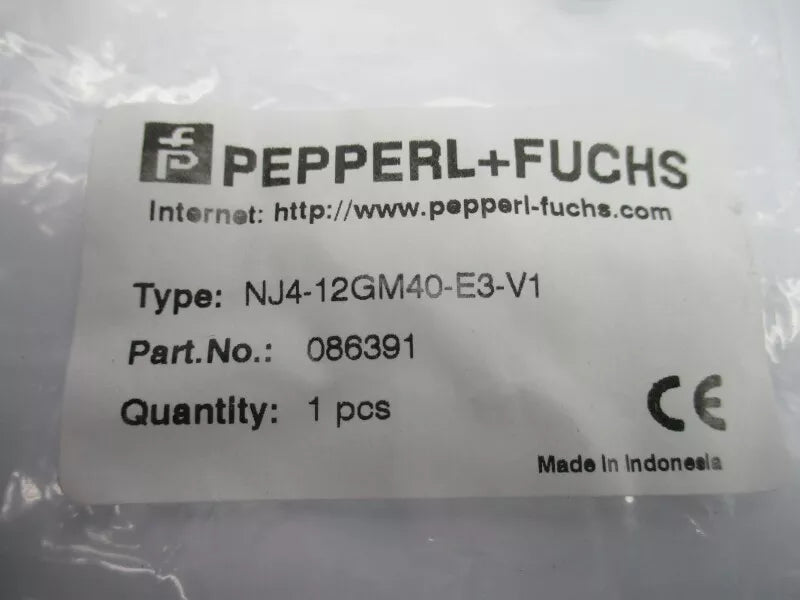 PEPPERL+FUCHS
Internet: http://www.pepperl-fuchs.com
Type: NJ4-12GM40-E3-V1
Part.No.: 086391
Quantity: 1 pcs
CE
Made in Indonesia